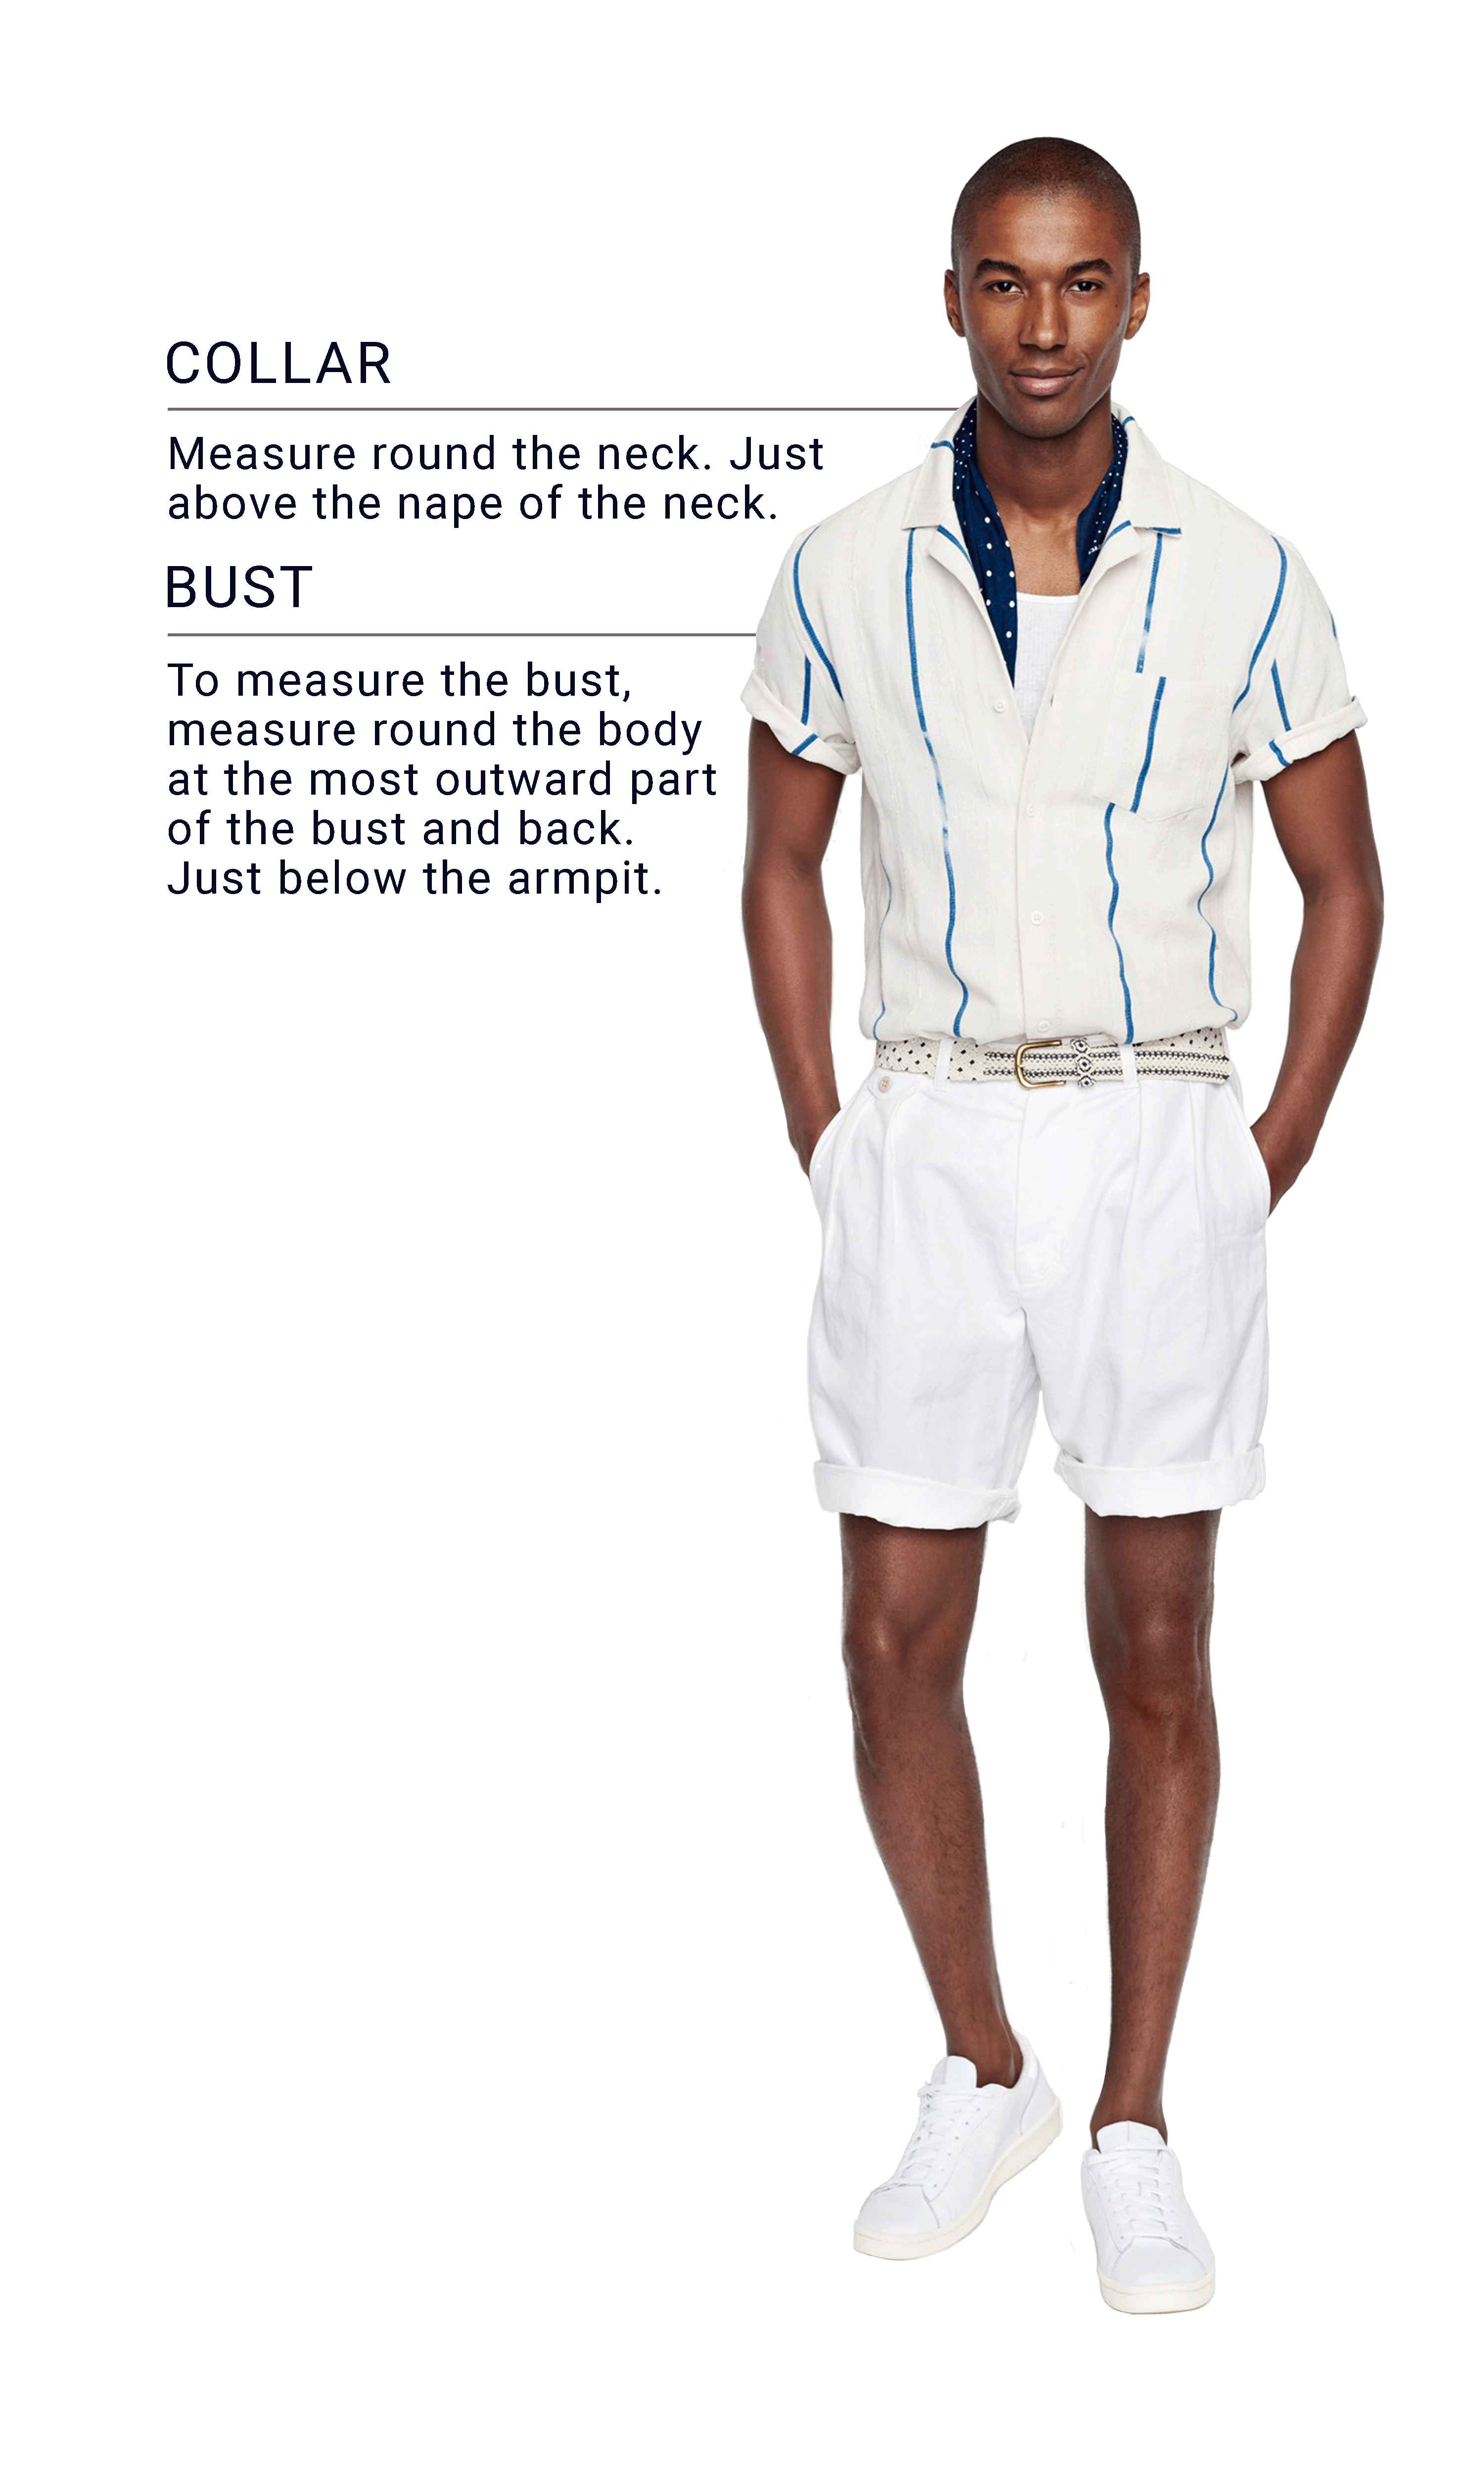 COLLAR
Measure round the neck. Just
above the nape of the neck.
BUST
To measure the bust,
measure round the body
at the most outward part
of the bust and back.
Just below the armpit.